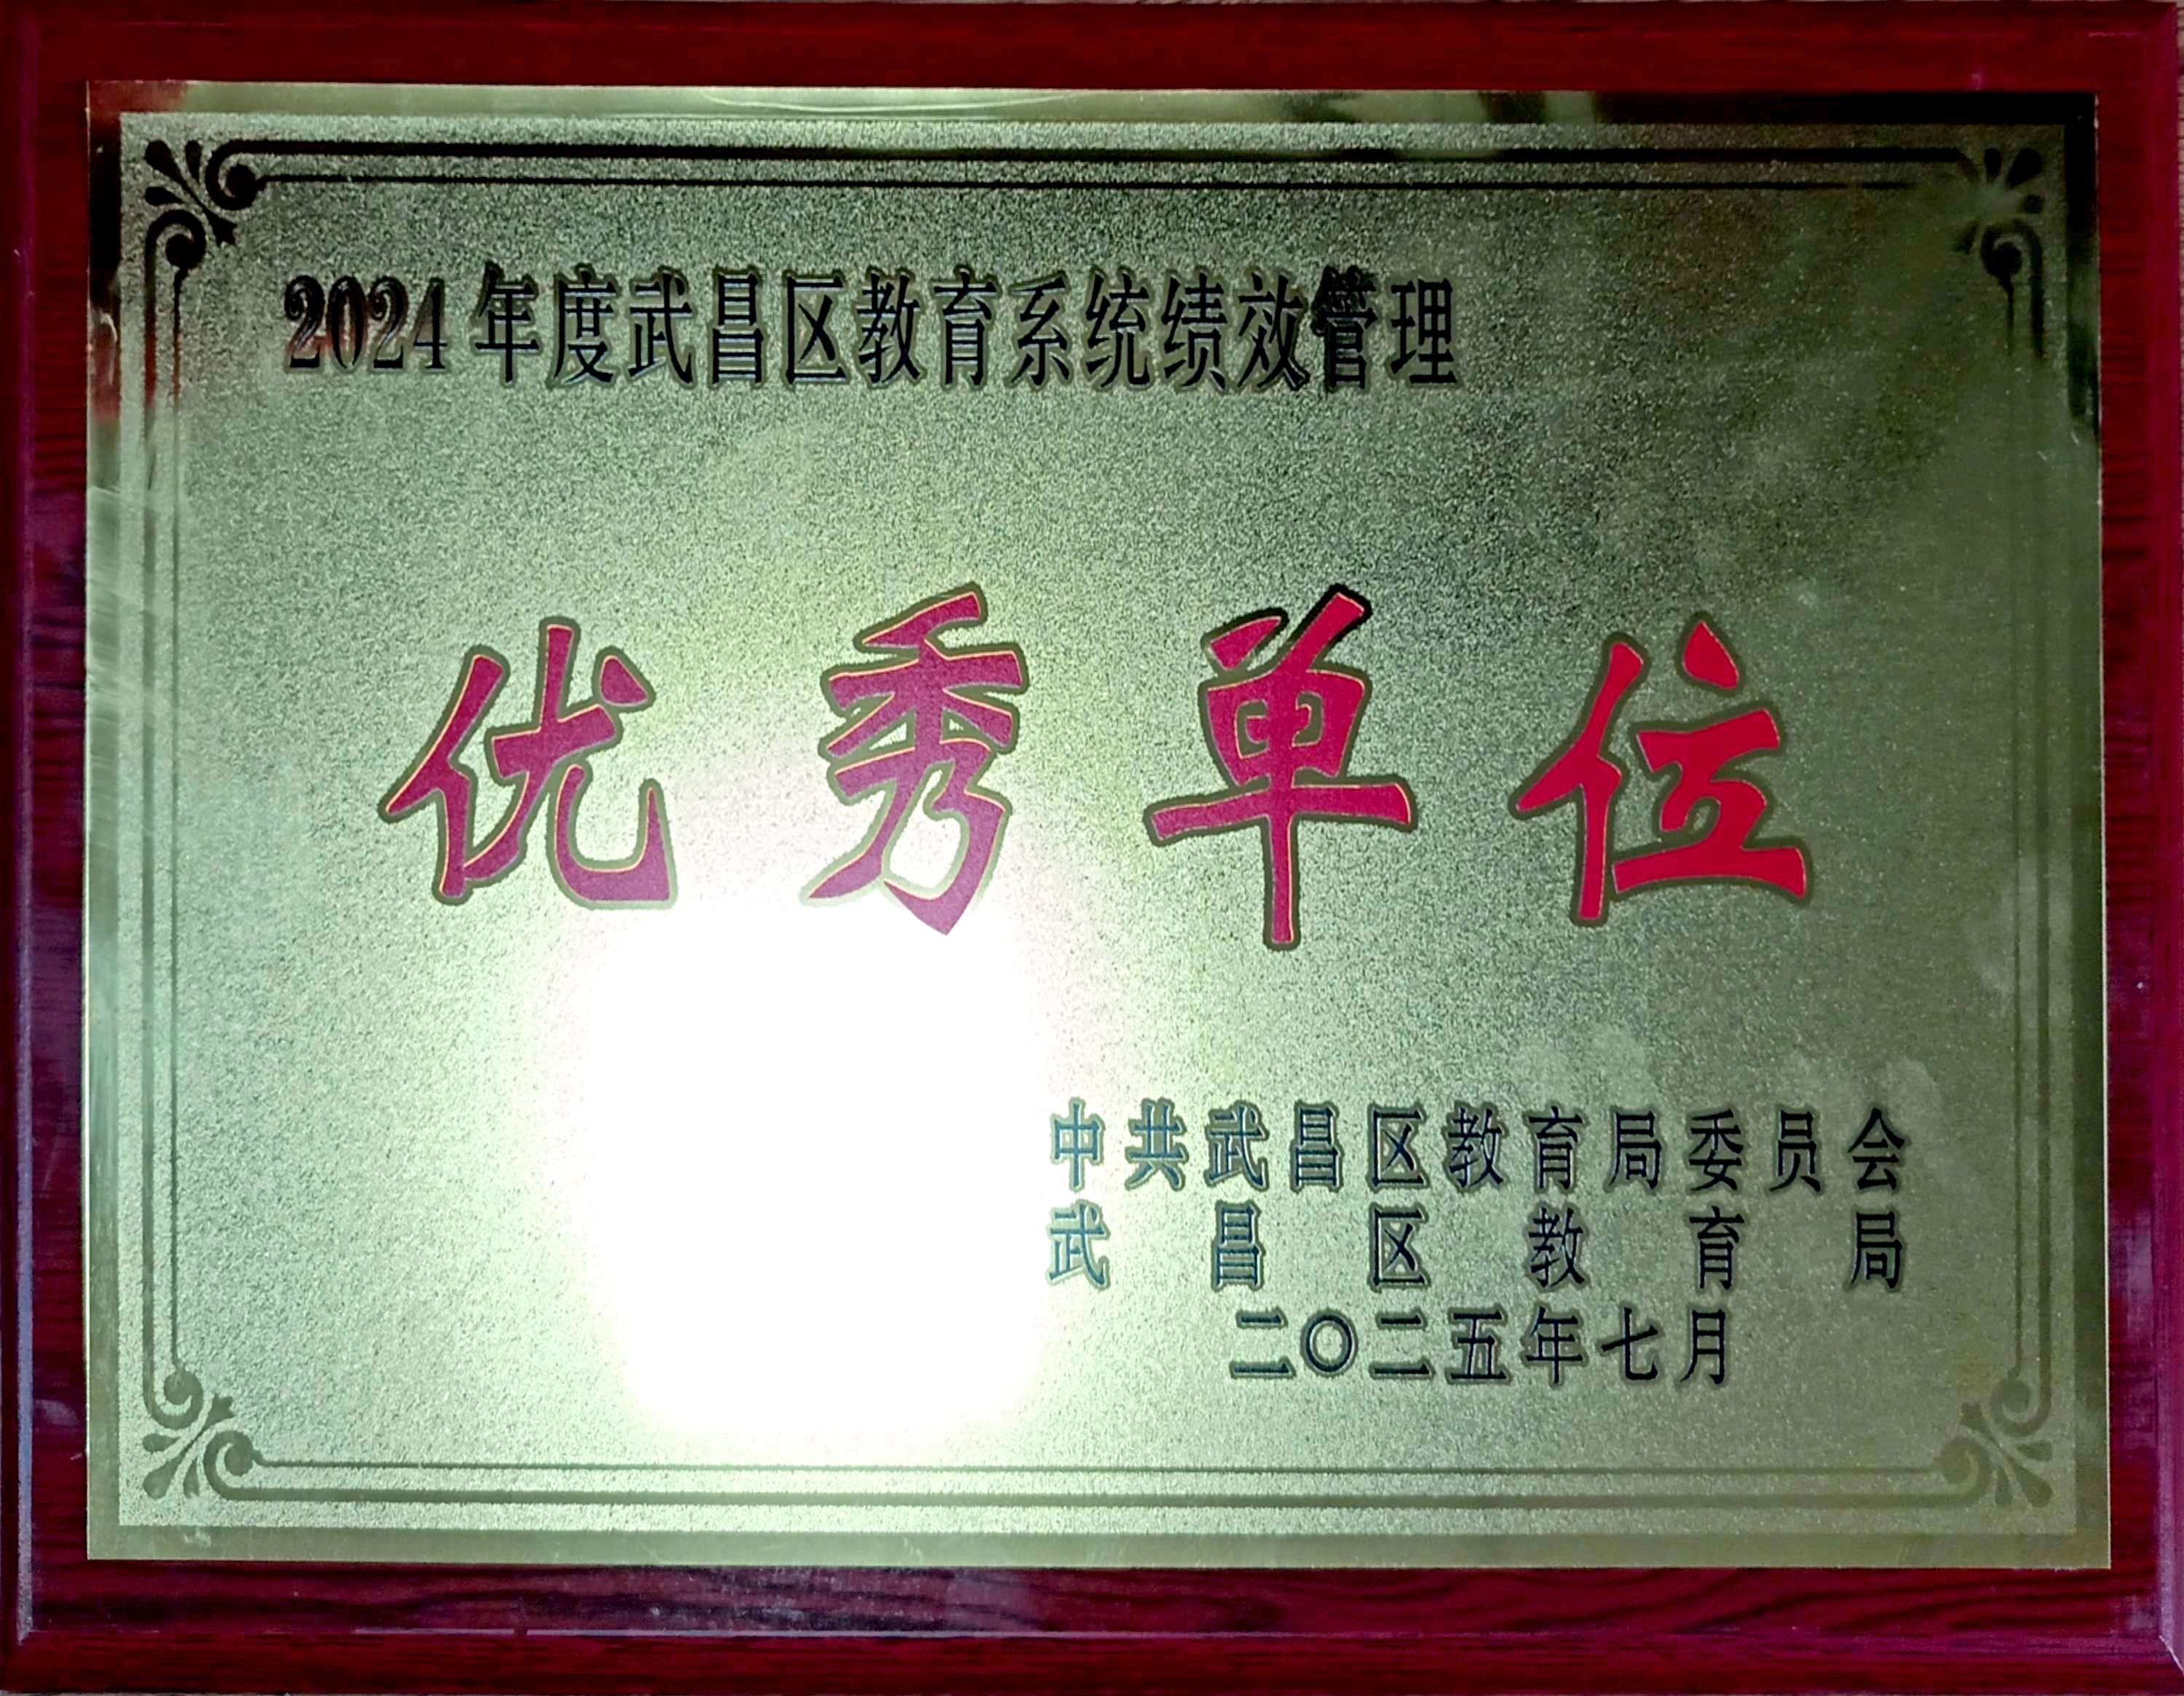 2024年度武昌区教育系统绩效管理
优秀单位
中共武昌区教育局委员会
武昌区教育局
二〇二五年七月